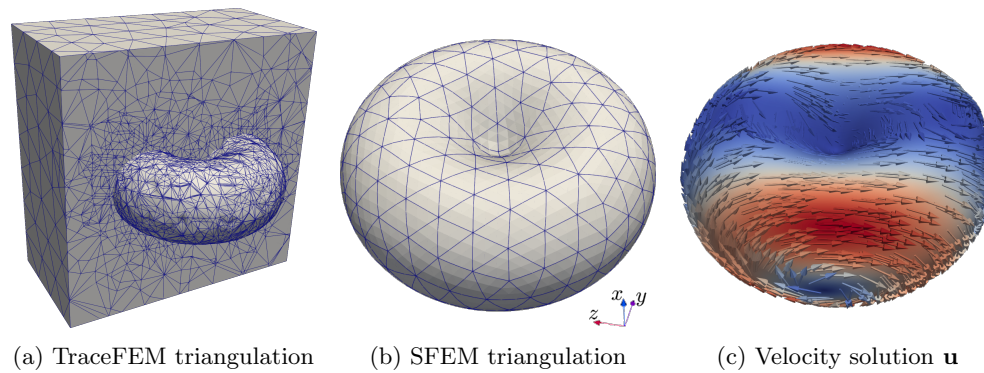 x y
z
(a) TraceFEM triangulation
(b) SFEM triangulation
(c) Velocity solution u